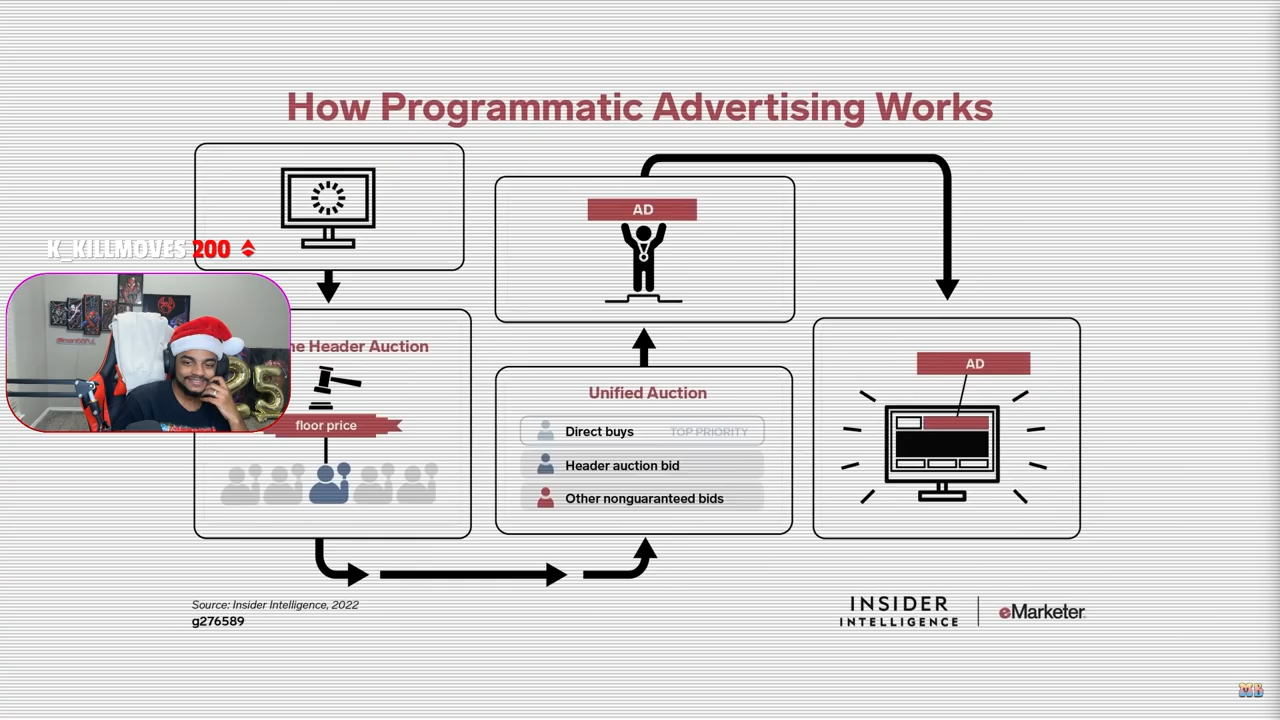 How Programmatic Advertising Works
AD
K_KILLMOVES 200
Header Auction
AD
Unified Auction
floor price
Direct buys TOP PRIORITY
Header auction bid
Other nonguaranteed bids
Source: Insider Intelligence, 2022
g276589
INSIDER
INTELLIGENCE
eMarketer
MB